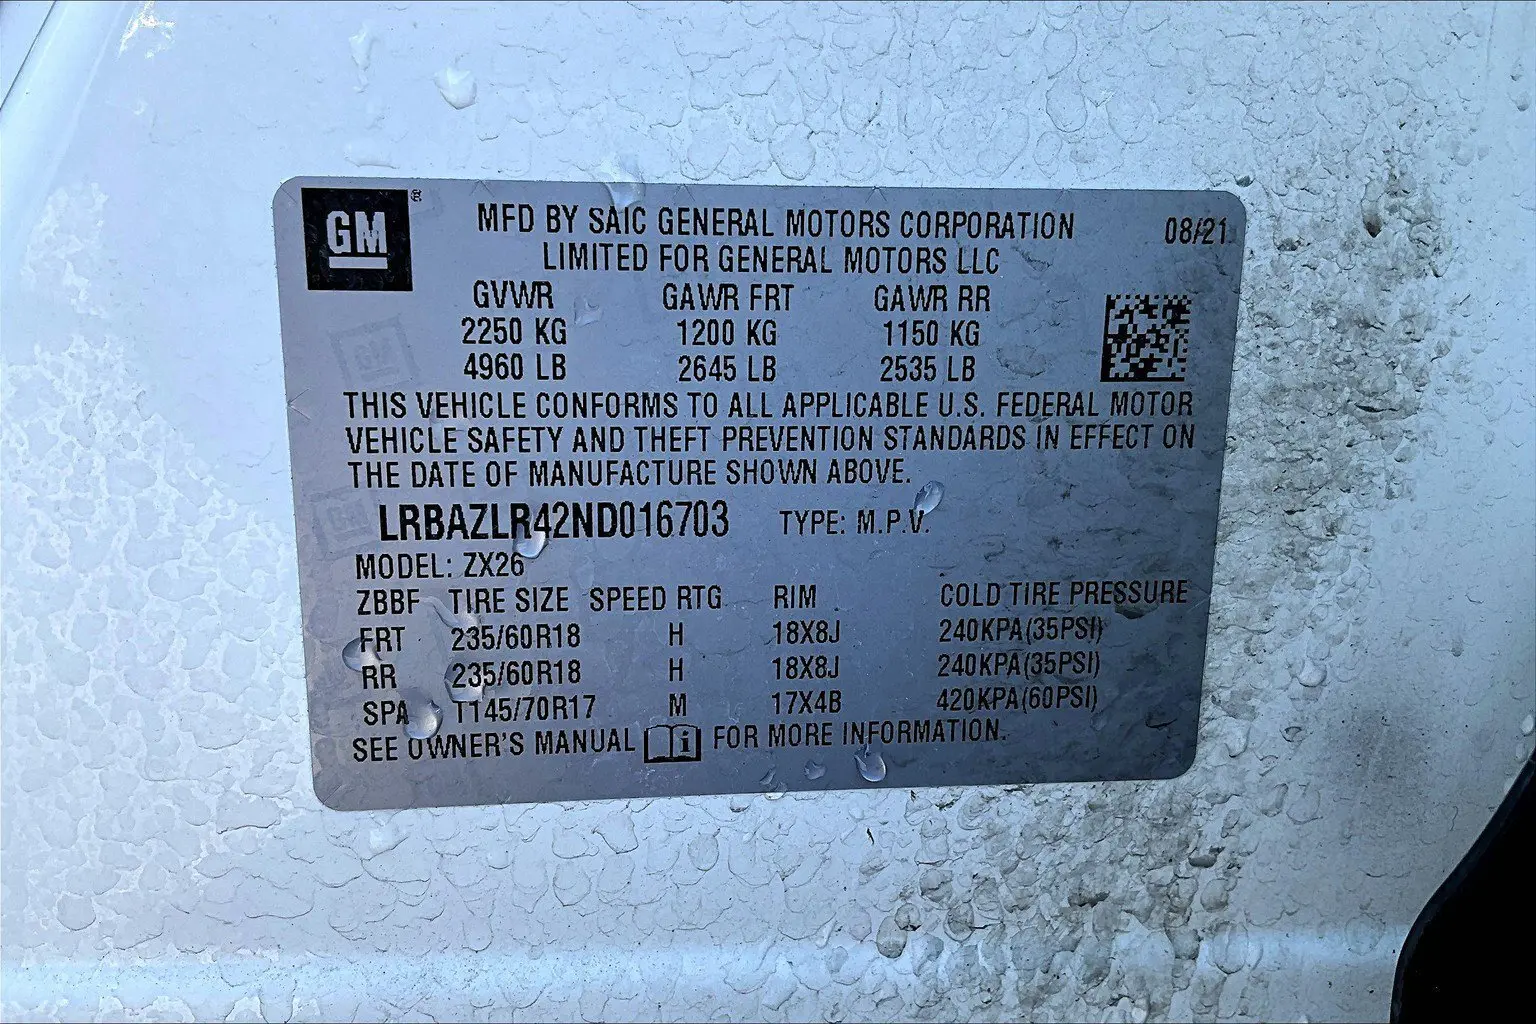 GM ®
MFD BY SAIC GENERAL MOTORS CORPORATION
LIMITED FOR GENERAL MOTORS LLC
08/21
GVWR GAWR FRT GAWR RR
2250 KG 1200 KG 1150 KG
4960 LB 2645 LB 2535 LB
THIS VEHICLE CONFORMS TO ALL APPLICABLE U.S. FEDERAL MOTOR
VEHICLE SAFETY AND THEFT PREVENTION STANDARDS IN EFFECT ON
THE DATE OF MANUFACTURE SHOWN ABOVE.
LRBAZLR42ND016703 TYPE: M.P.V.
MODEL: ZX26
ZBBF TIRE SIZE SPEED RTG RIM COLD TIRE PRESSURE
FRT 235/60R18 H 18X8J 240KPA(35PSI)
RR 235/60R18 H 18X8J 240KPA(35PSI)
SPA T145/70R17 M 17X4B 420KPA(60PSI)
SEE OWNER'S MANUAL FOR MORE INFORMATION.